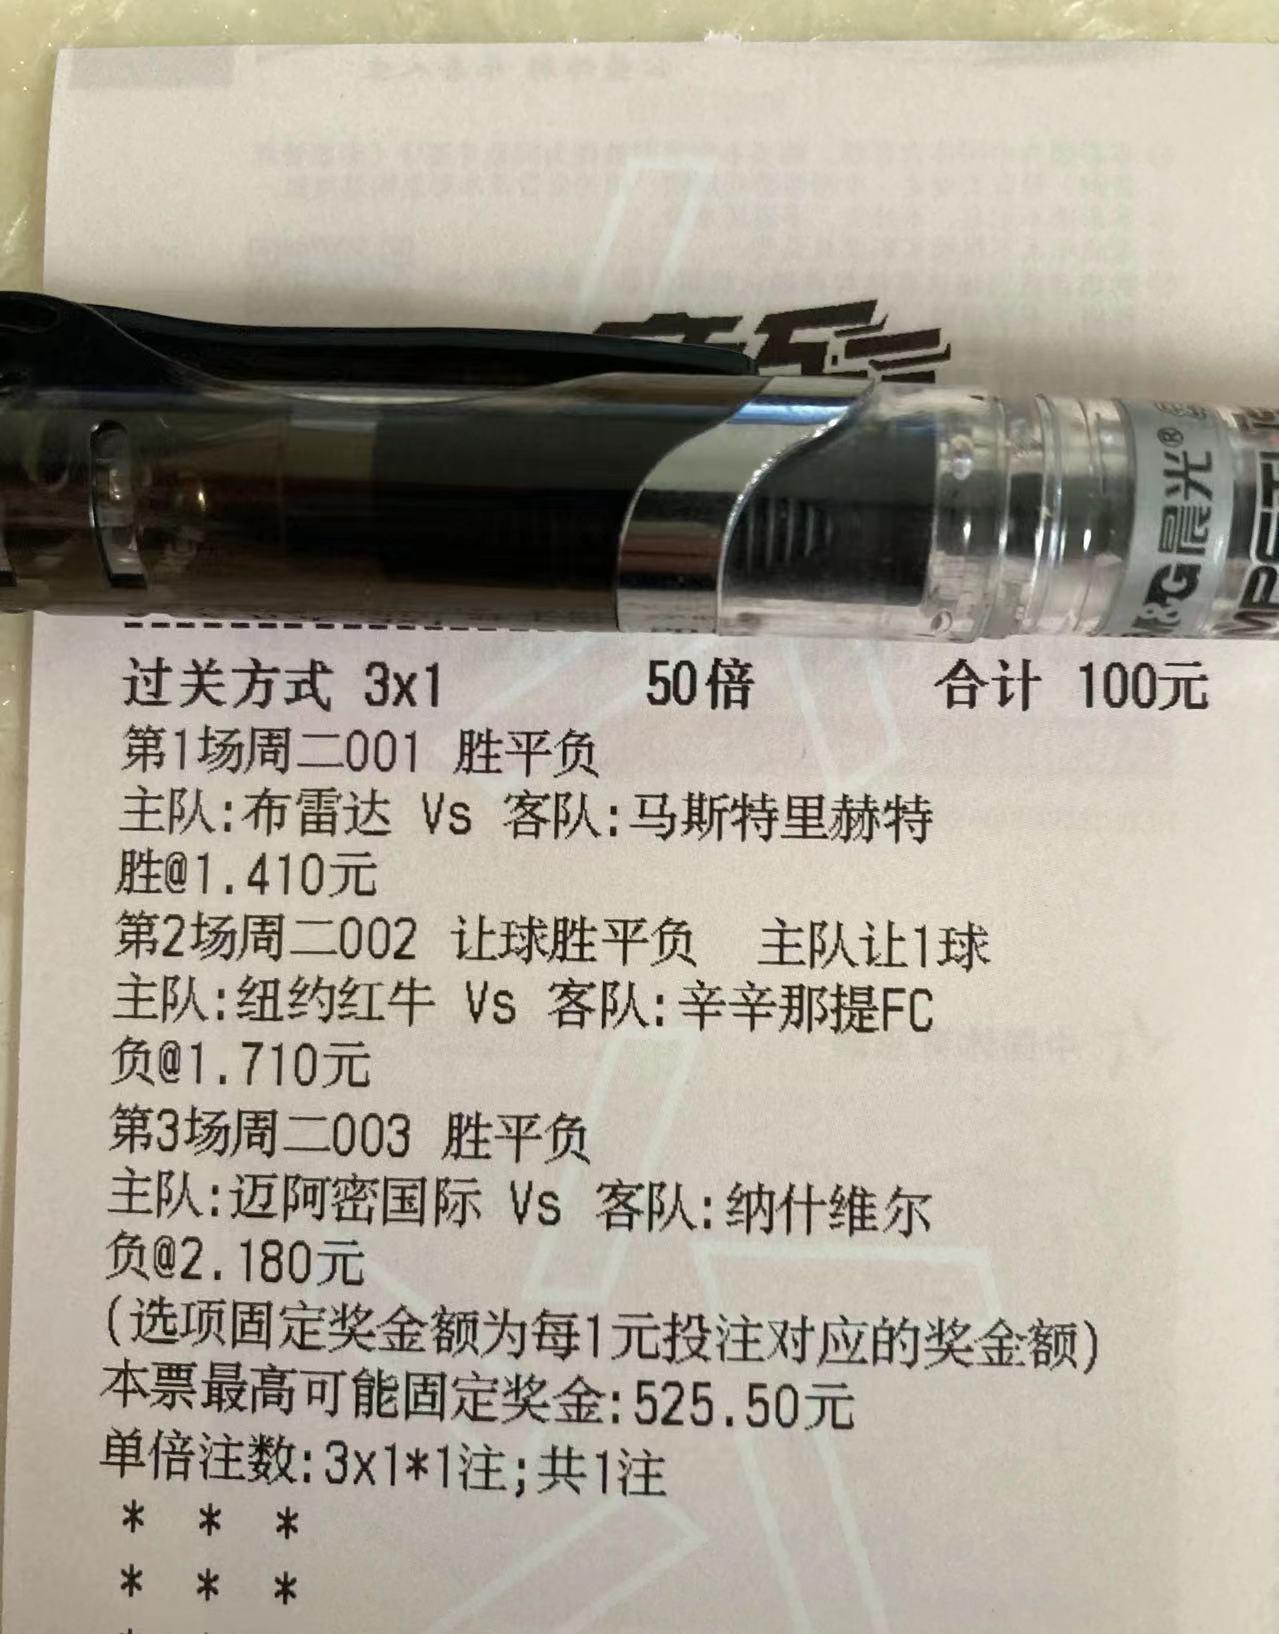 M&G 晨光®
过关方式 3x1 50倍 合计 100元
第1场周二001 胜平负
主队:布雷达 Vs 客队:马斯特里赫特
胜@1.410元
第2场周二002 让球胜平负 主队让1球
主队:纽约红牛 Vs 客队:辛辛那提FC
负@1.710元
第3场周二003 胜平负
主队:迈阿密国际 Vs 客队:纳什维尔
负@2.180元
(选项固定奖金额为每1元投注对应的奖金额)
本票最高可能固定奖金:525.50元
单倍注数:3x1*1注;共1注
* * *
* * *